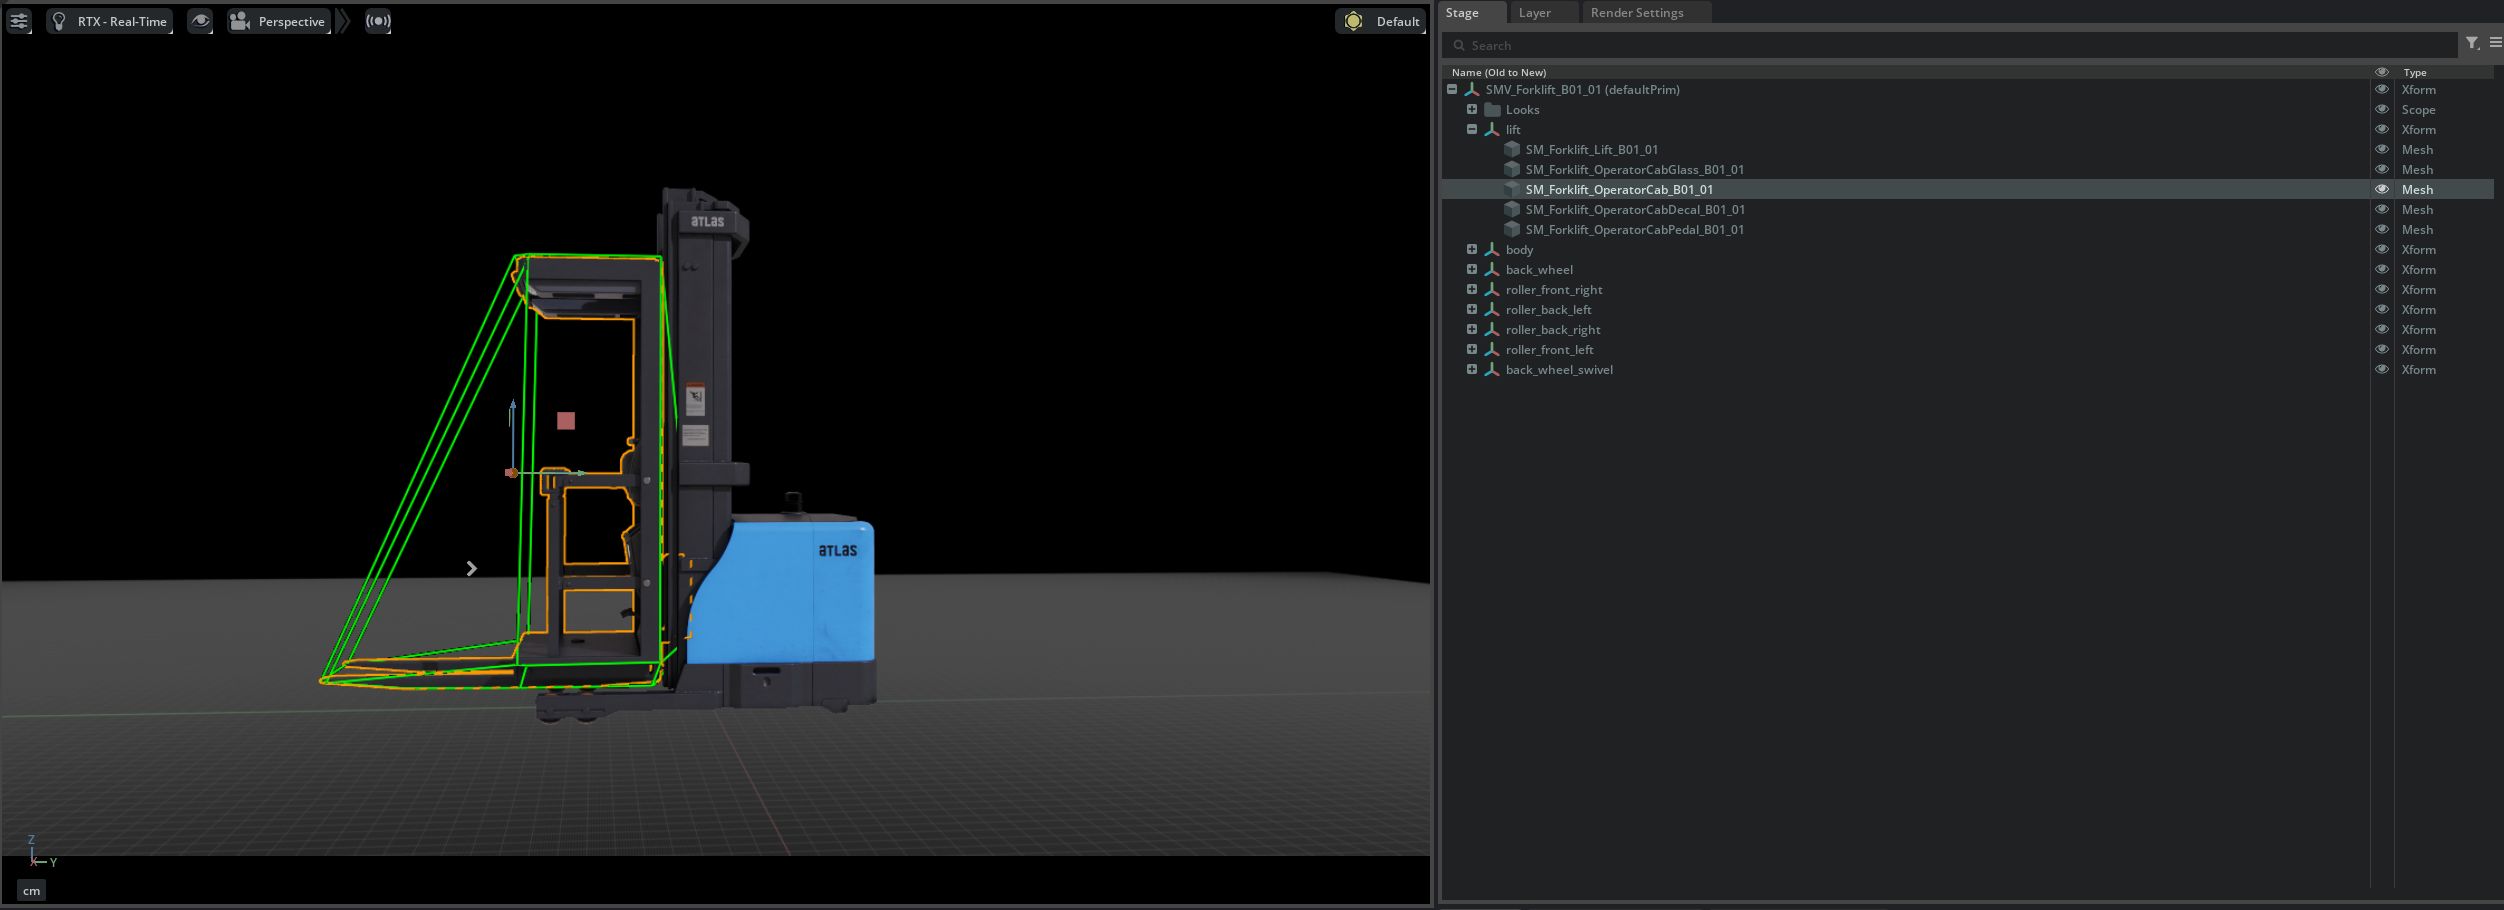 RTX - Real-Time
Perspective
Default
ATLAS
ATLAS
Z
X
Y
cm
Stage
Layer
Render Settings
Search
Name (Old to New)
Type
SMV_Forklift_B01_01 (defaultPrim)
Xform
Looks
Scope
lift
Xform
SM_Forklift_Lift_B01_01
Mesh
SM_Forklift_OperatorCabGlass_B01_01
Mesh
SM_Forklift_OperatorCab_B01_01
Mesh
SM_Forklift_OperatorCabDecal_B01_01
Mesh
SM_Forklift_OperatorCabPedal_B01_01
Mesh
body
Xform
back_wheel
Xform
roller_front_right
Xform
roller_back_left
Xform
roller_back_right
Xform
roller_front_left
Xform
back_wheel_swivel
Xform